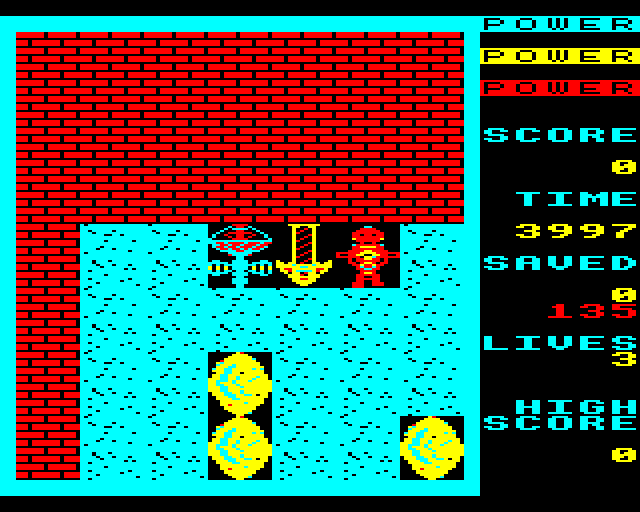 POWER
POWER
POWER
SCORE
0
TIME
3997
SAVED
0
135
LIVES
3
HIGH
SCORE
0